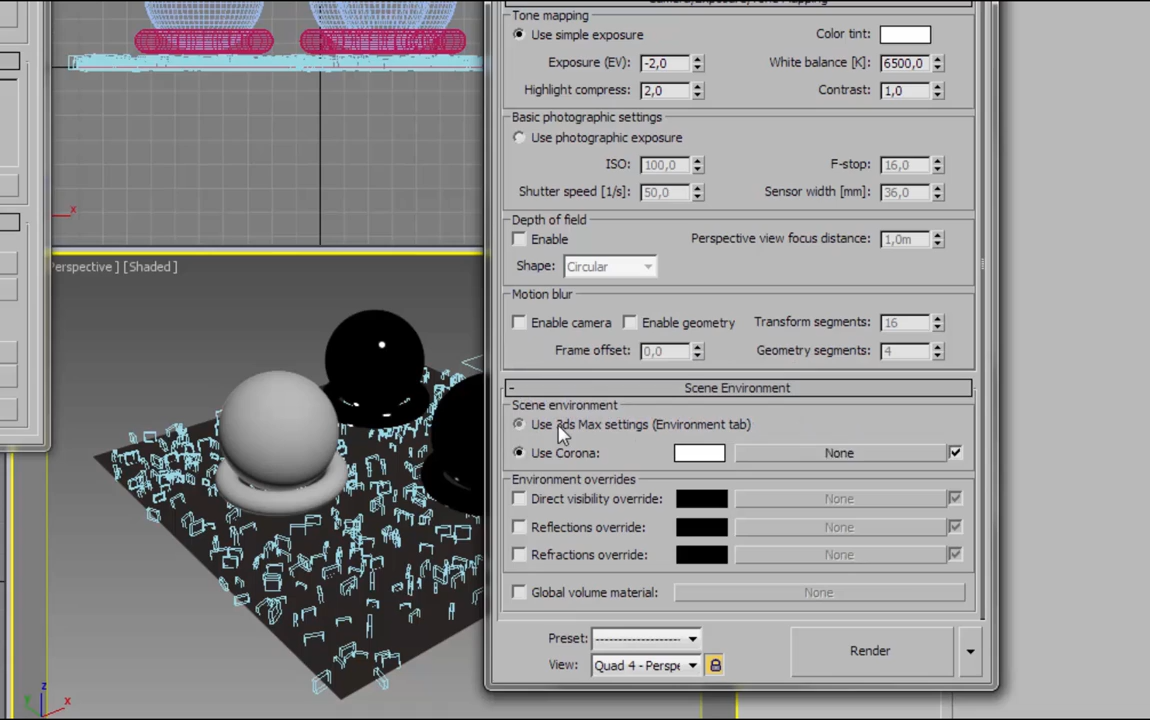 Camera/Exposure/Tone Mapping
Tone mapping
Use simple exposure
Color tint:
Exposure (EV): -2,0
White balance [K]: 6500,0
Highlight compress: 2,0
Contrast: 1,0
Basic photographic settings
Use photographic exposure
ISO: 100,0
F-stop: 16,0
Shutter speed [1/s]: 50,0
Sensor width [mm]: 36,0
Depth of field
Enable
Perspective view focus distance: 1,0m
Shape: Circular
Motion blur
Enable camera
Enable geometry
Transform segments: 16
Frame offset: 0,0
Geometry segments: 4
- Scene Environment
Scene environment
Use 3ds Max settings (Environment tab)
Use Corona: None
Environment overrides
Direct visibility override: None
Reflections override: None
Refractions override: None
Global volume material: None
Preset: --------------------
View: Quad 4 - Perspe
Render
erspective ] [Shaded ]
x
z
y
x